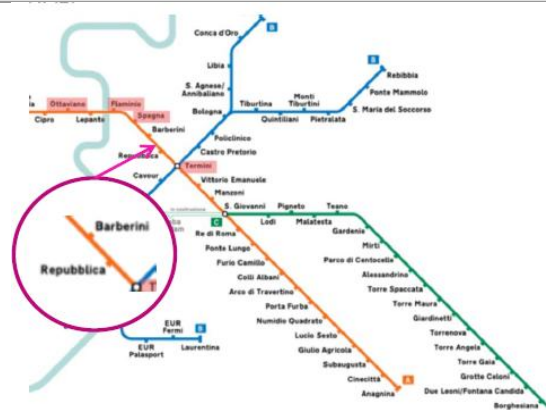 Conca d'Oro
B
Libia
S. Agnese/
Annibaliano
Bologna
B
Rebibbia
Ponte Mammolo
S. Maria del Soccorso
Tiburtina
Monti
Tiburtini
Quintiliani
Pietralata
Ottaviano
Flaminio
Cipro
Lepanto
Spagna
Barberini
Repubblica
Policlinico
Castro Pretorio
Termini
Cavour
Vittorio Emanuele
Manzoni
S. Giovanni
Pigneto
Teano
C
Lodi
Malatesta
Gardenie
Mirti
Parco di Centocelle
Alessandrino
Torre Spaccata
Torre Maura
Giardinetti
Torrenova
Torre Angela
Torre Gaia
Grotte Celoni
Due Leoni/Fontana Candida
Borghesiana
Re di Roma
Ponte Lungo
Furio Camillo
Colli Albani
Arco di Travertino
Porta Furba
Numidio Quadrato
Lucio Sesto
Giulio Agricola
Subaugusta
Cinecittà
Anagnina
A
Barberini
Repubblica
T
EUR
Fermi
B
EUR
Palasport
Laurentina